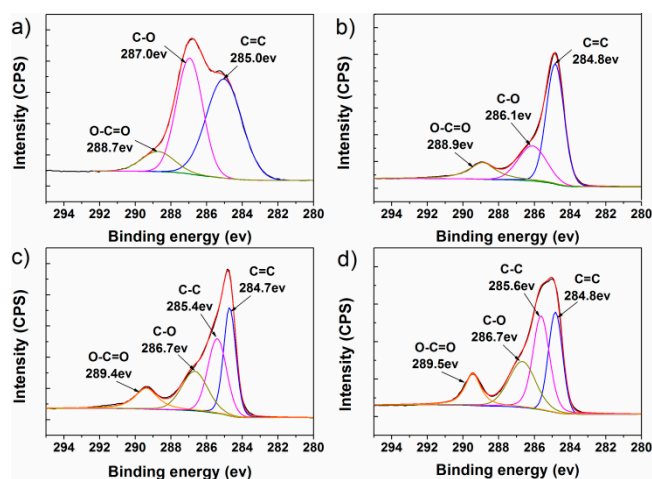 a)
C-O
287.0ev
C=C
285.0ev
O-C=O
288.7ev
Intensity (CPS)
294 292 290 288 286 284 282 280
Binding energy (ev)
b)
C=C
284.8ev
C-O
286.1ev
O-C=O
288.9ev
Intensity (CPS)
294 292 290 288 286 284 282 280
Binding energy (ev)
c)
C=C
284.7ev
C-C
285.4ev
C-O
286.7ev
O-C=O
289.4ev
Intensity (CPS)
294 292 290 288 286 284 282 280
Binding energy (ev)
d)
C-C
285.6ev
C=C
284.8ev
C-O
286.7ev
O-C=O
289.5ev
Intensity (CPS)
294 292 290 288 286 284 282 280
Binding energy (ev)